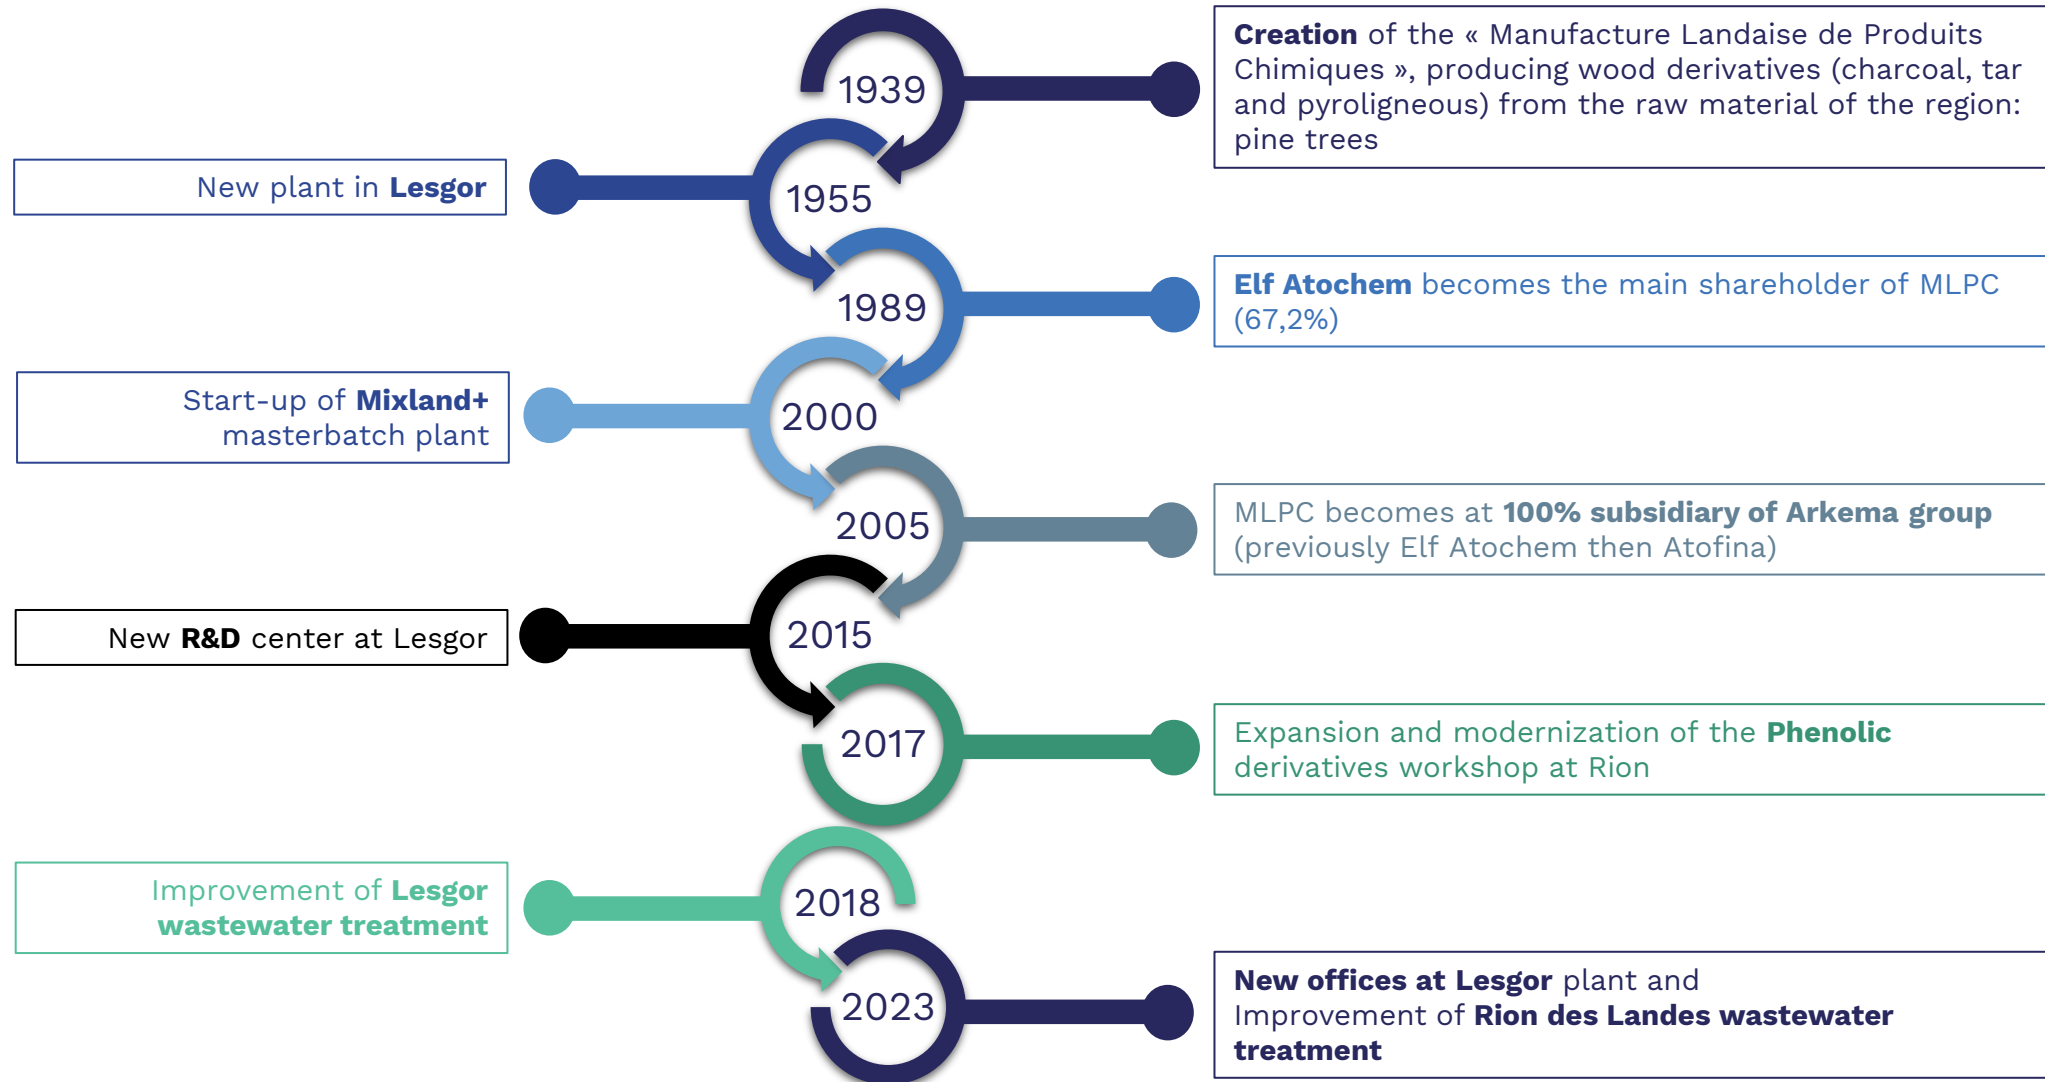 1939
Creation of the « Manufacture Landaise de Produits
Chimiques », producing wood derivatives (charcoal, tar
and pyroligneous) from the raw material of the region:
pine trees
1955
New plant in Lesgor
1989
Elf Atochem becomes the main shareholder of MLPC
(67,2%)
2000
Start-up of Mixland+
masterbatch plant
2005
MLPC becomes at 100% subsidiary of Arkema group
(previously Elf Atochem then Atofina)
2015
New R&D center at Lesgor
2017
Expansion and modernization of the Phenolic
derivatives workshop at Rion
2018
Improvement of Lesgor
wastewater treatment
2023
New offices at Lesgor plant and
Improvement of Rion des Landes wastewater
treatment